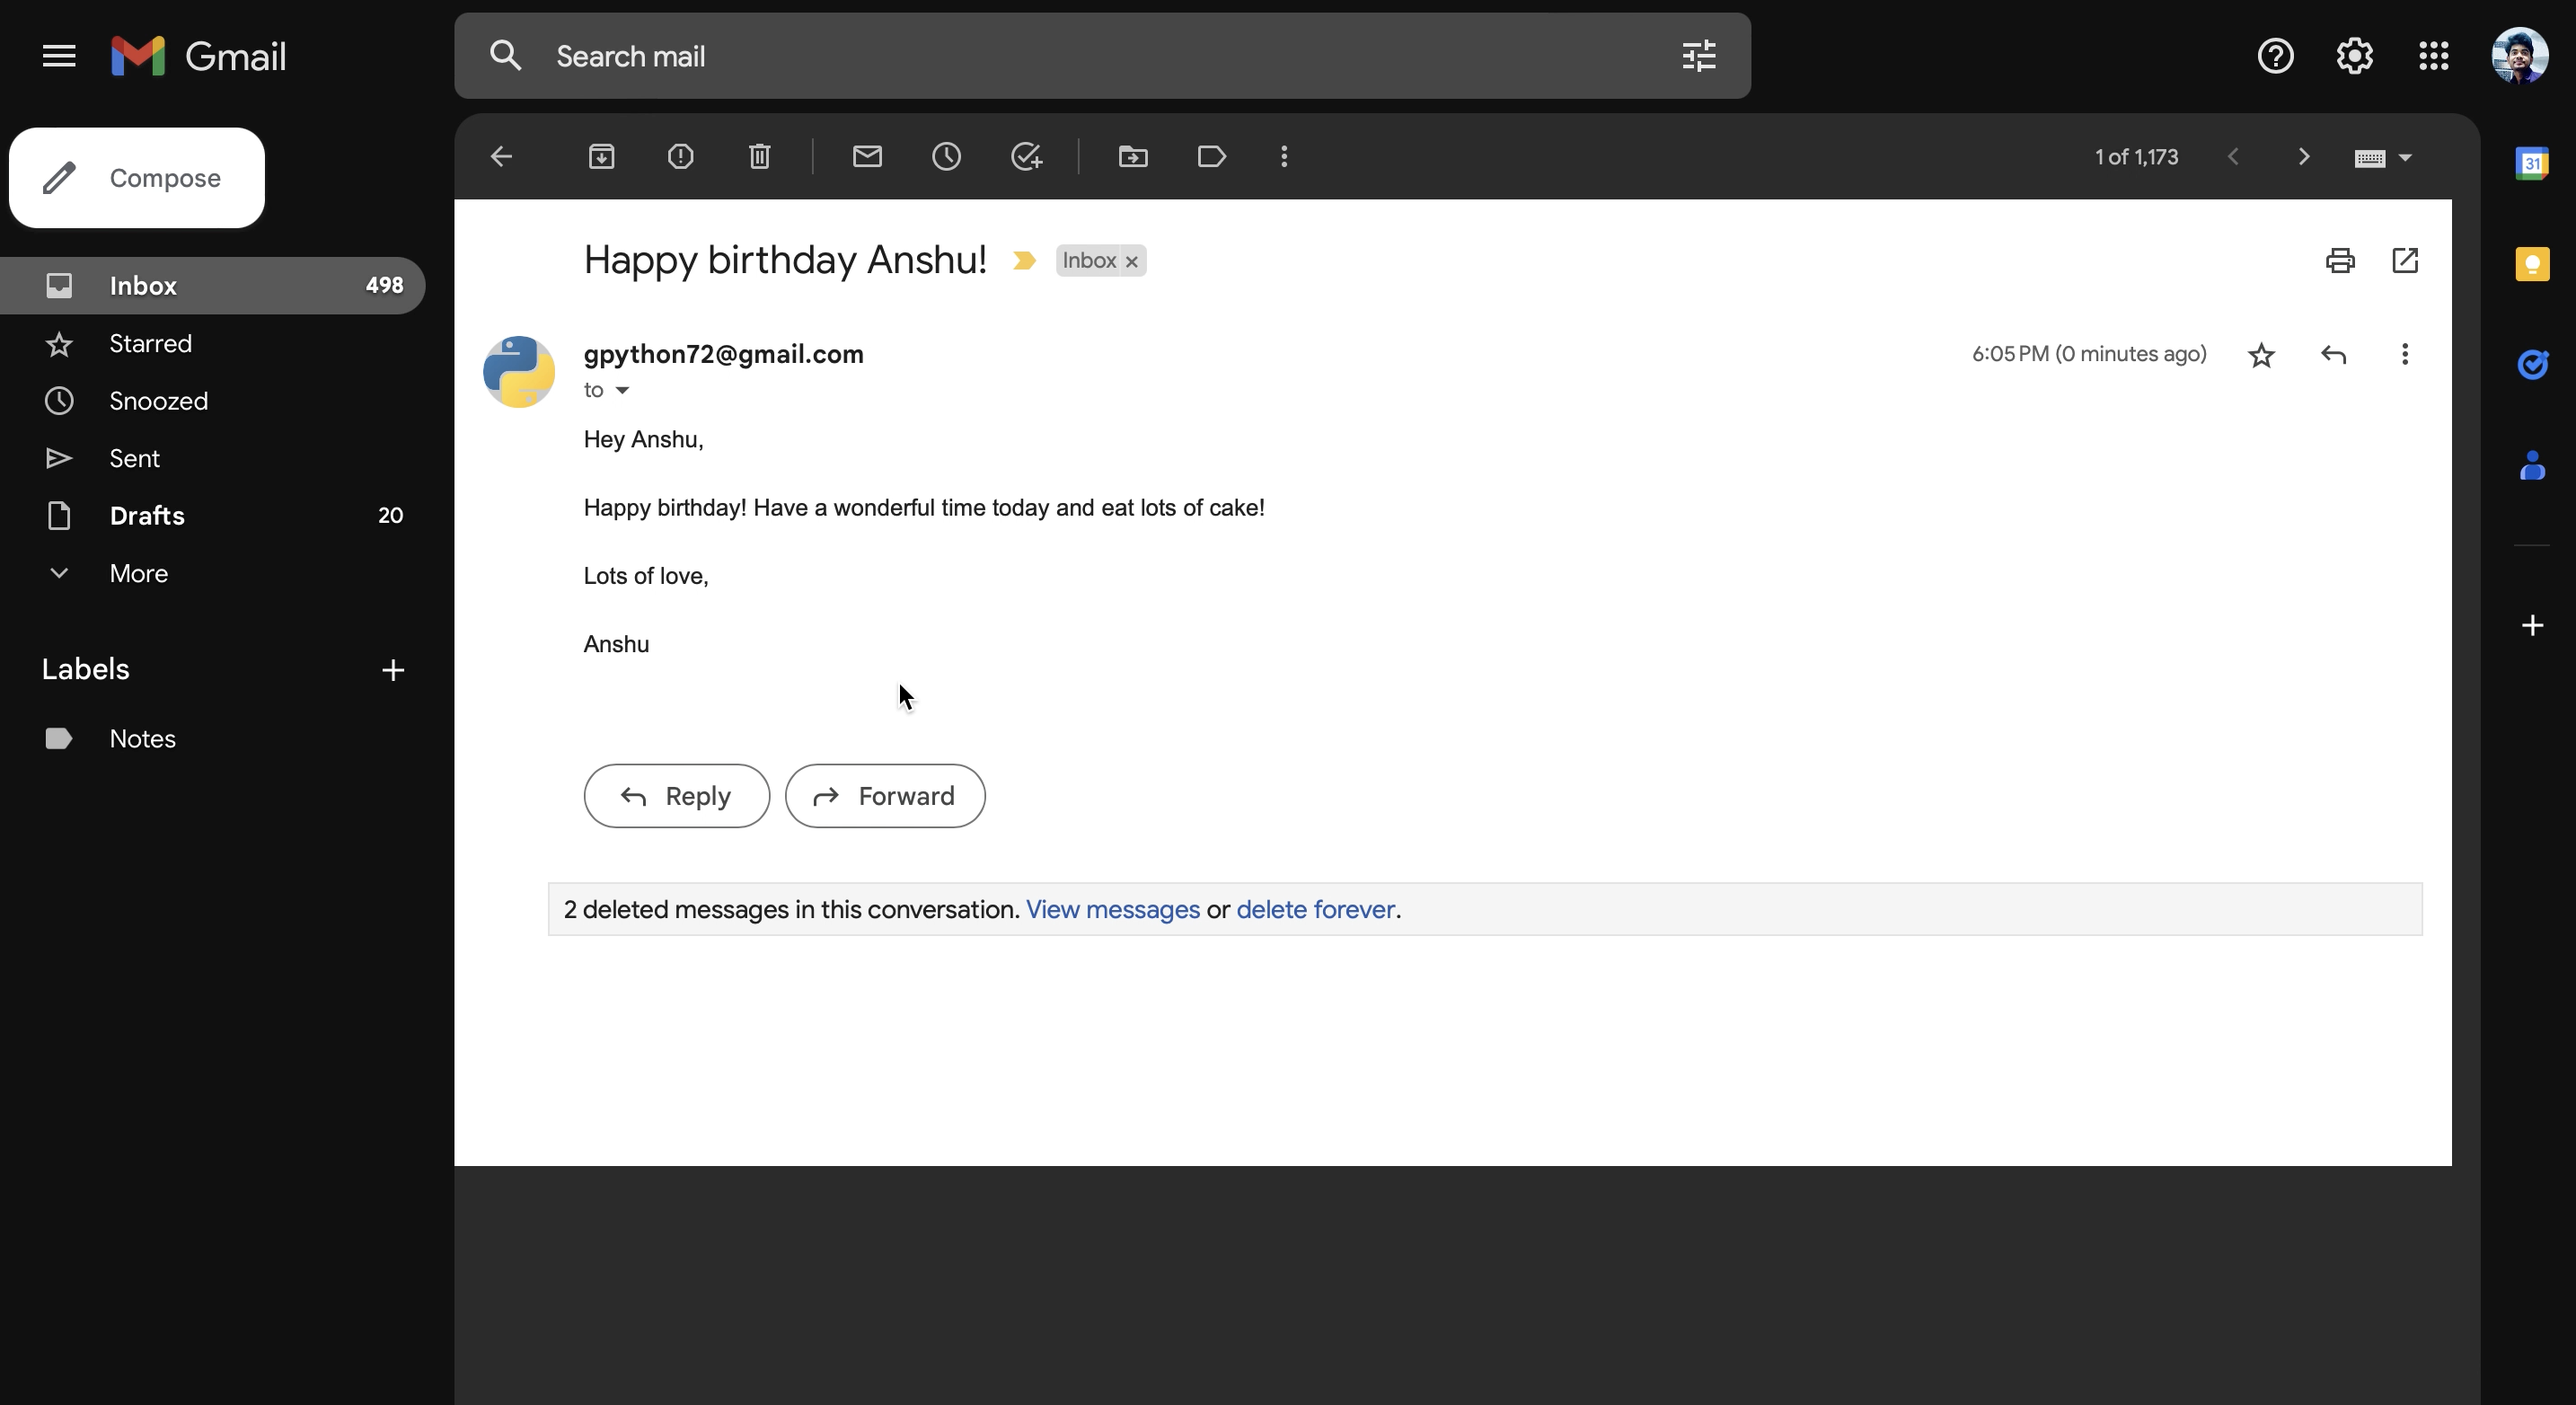 Gmail
Search mail
Compose
1 of 1,173
31
Inbox 498
Starred
Snoozed
Sent
Drafts 20
More
Labels
Notes
Happy birthday Anshu! Inbox
gpython72@gmail.com
6:05 PM (0 minutes ago)
to
Hey Anshu,
Happy birthday! Have a wonderful time today and eat lots of cake!
Lots of love,
Anshu
Reply
Forward
2 deleted messages in this conversation. View messages or delete forever.